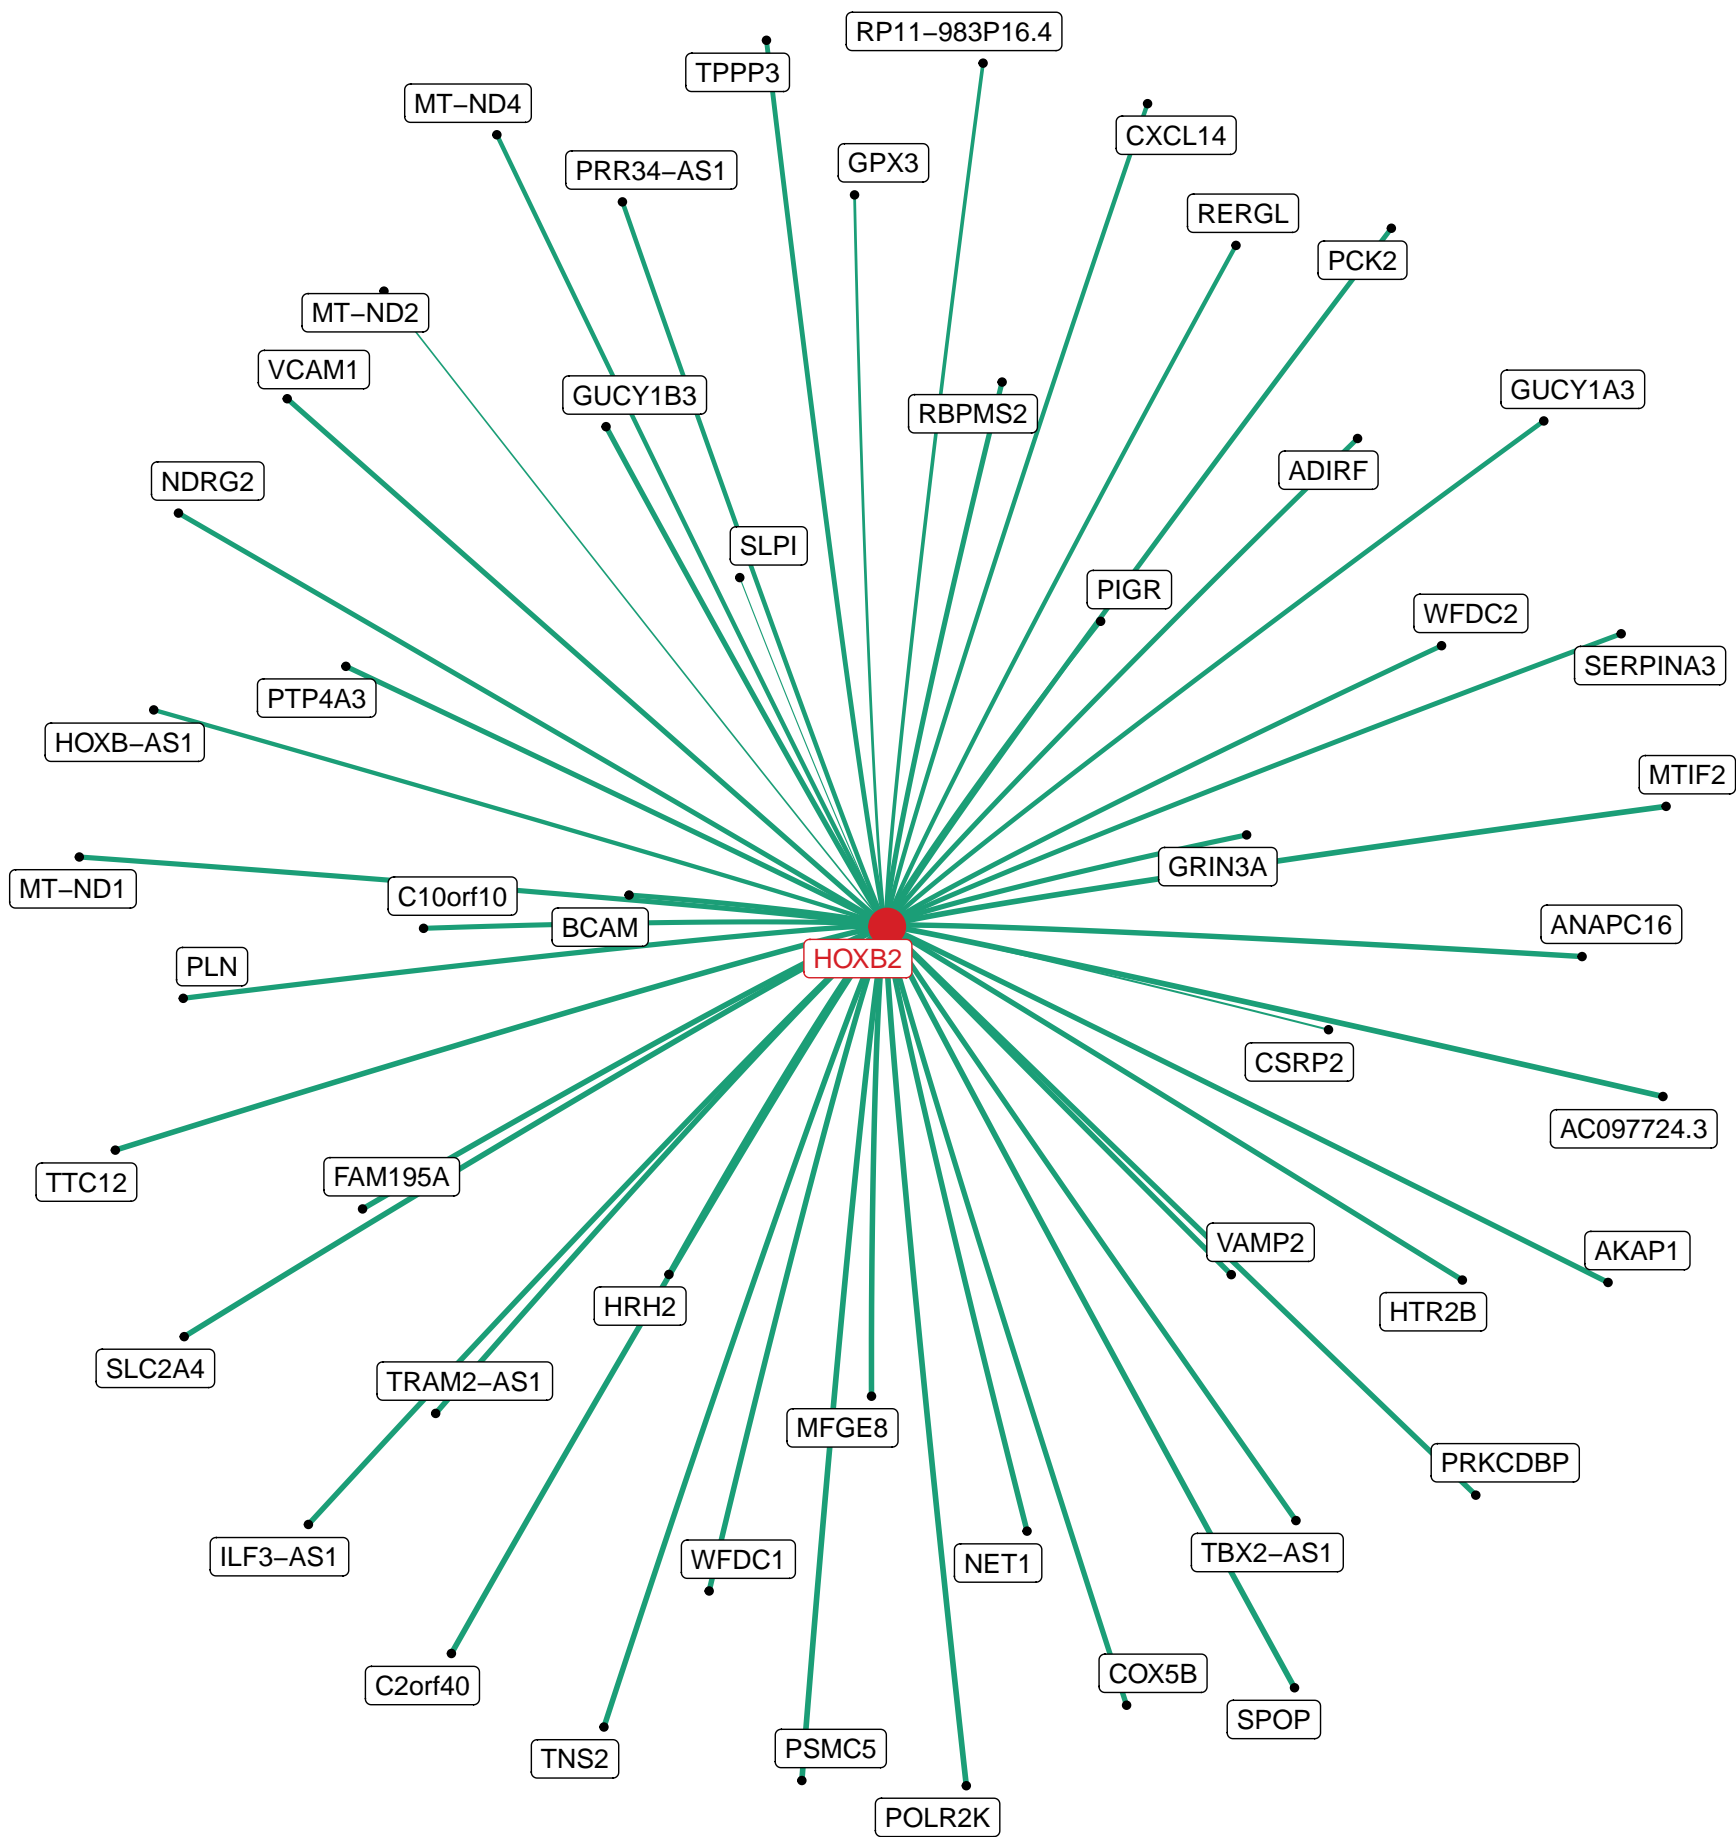 RP11−983P16.4
TPPP3
MT−ND4
CXCL14
GPX3
PRR34−AS1
RERGL
PCK2
MT−ND2
VCAM1
GUCY1A3
GUCY1B3
RBPMS2
ADIRF
NDRG2
SLPI
PIGR
WFDC2
SERPINA3
PTP4A3
HOXB−AS1
MTIF2
GRIN3A
MT−ND1
C10orf10
ANAPC16
BCAM
HOXB2
PLN
CSRP2
AC097724.3
FAM195A
TTC12
VAMP2
AKAP1
HRH2
HTR2B
SLC2A4
TRAM2−AS1
MFGE8
PRKCDBP
TBX2−AS1
ILF3−AS1
WFDC1
NET1
COX5B
C2orf40
SPOP
PSMC5
TNS2
POLR2K